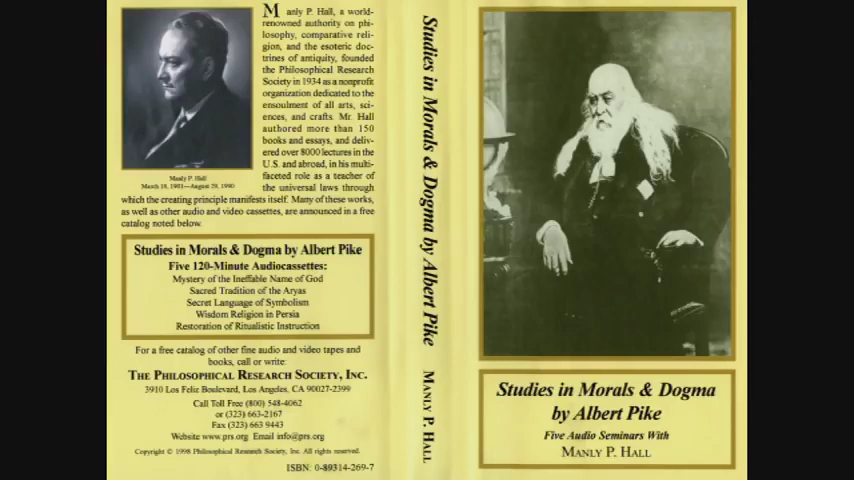 Manly P. Hall, a world-
renowned authority on phi-
losophy, comparative reli-
gion, and the esoteric doc-
trines of antiquity, founded
the Philosophical Research
Society in 1934 as a nonprofit
organization dedicated to the
ensoulment of all arts, sci-
ences, and crafts. Mr. Hall
authored more than 150
books and essays, and deliv-
ered over 8000 lectures in the
U.S. and abroad, in his multi-
faceted role as a teacher of
the universal laws through
which the creating principle manifests itself. Many of these works,
as well as other audio and video cassettes, are announced in a free
catalog noted below.
Manly P. Hall
March 18, 1901—August 29, 1990
Studies in Morals & Dogma by Albert Pike
Five 120-Minute Audiocassettes:
Mystery of the Ineffable Name of God
Sacred Tradition of the Aryas
Secret Language of Symbolism
Wisdom Religion in Persia
Restoration of Ritualistic Instruction
For a free catalog of other fine audio and video tapes and
books, call or write:
THE PHILOSOPHICAL RESEARCH SOCIETY, INC.
3910 Los Feliz Boulevard, Los Angeles, CA 90027-2399
Call Toll Free (800) 548-4062
or (323) 663-2167
Fax (323) 663 9443
Website www.prs.org Email info@prs.org
Copyright © 1998 Philosophical Research Society, Inc. All rights reserved.
ISBN: 0-89314-269-7
Studies in Morals & Dogma by Albert Pike MANLY P. HALL
Studies in Morals & Dogma
by Albert Pike
Five Audio Seminars With
MANLY P. HALL